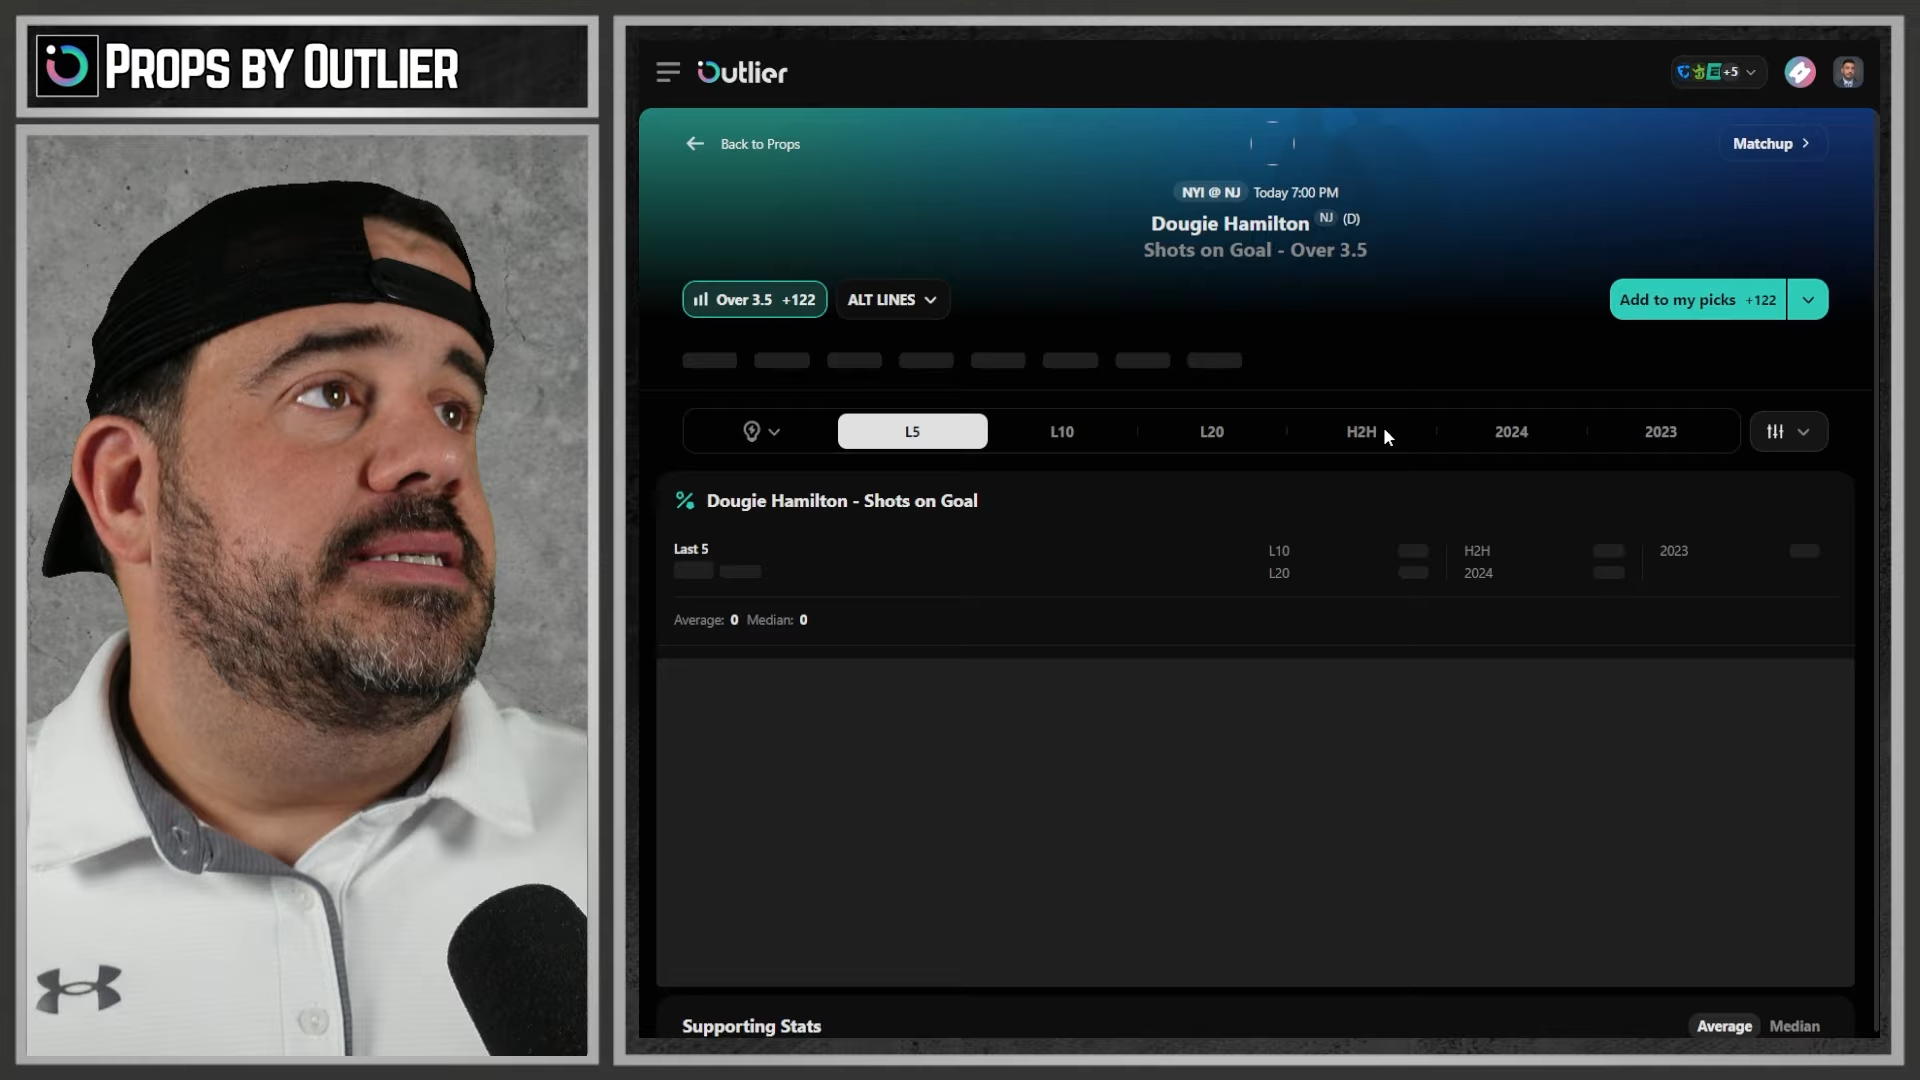 PROPS BY OUTLIER
Outlier
+5
Back to Props
Matchup
NYI @ NJ Today 7:00 PM
Dougie Hamilton NJ (D)
Shots on Goal - Over 3.5
Over 3.5 +122
ALT LINES
Add to my picks +122
L5
L10
L20
H2H
2024
2023
Dougie Hamilton - Shots on Goal
Last 5
L10
H2H
2023
L20
2024
Average: 0 Median: 0
Supporting Stats
Average
Median